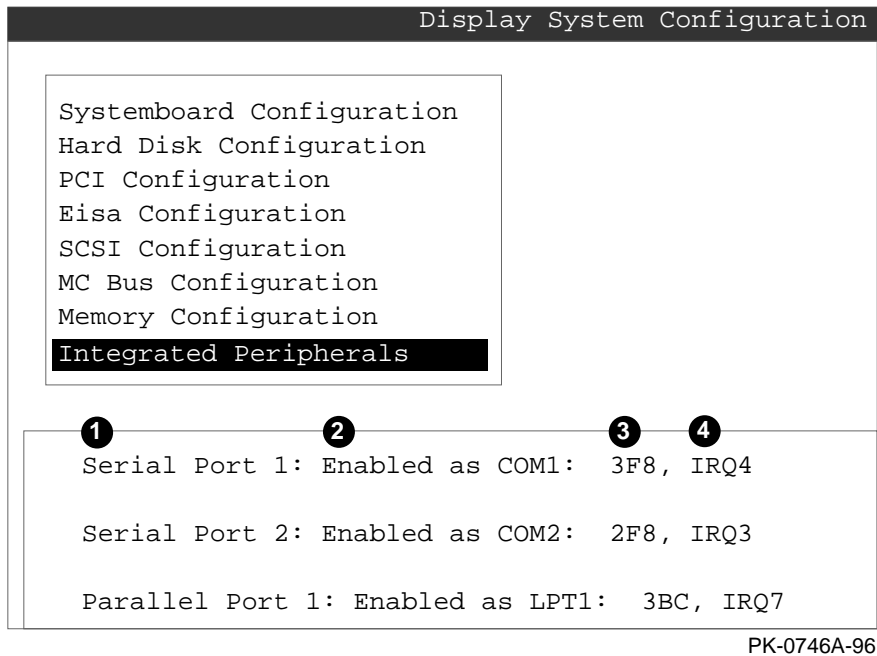 Display System Configuration
Systemboard Configuration
Hard Disk Configuration
PCI Configuration
Eisa Configuration
SCSI Configuration
MC Bus Configuration
Memory Configuration
Integrated Peripherals
1 2 3 4
Serial Port 1: Enabled as COM1: 3F8, IRQ4
Serial Port 2: Enabled as COM2: 2F8, IRQ3
Parallel Port 1: Enabled as LPT1: 3BC, IRQ7
PK-0746A-96